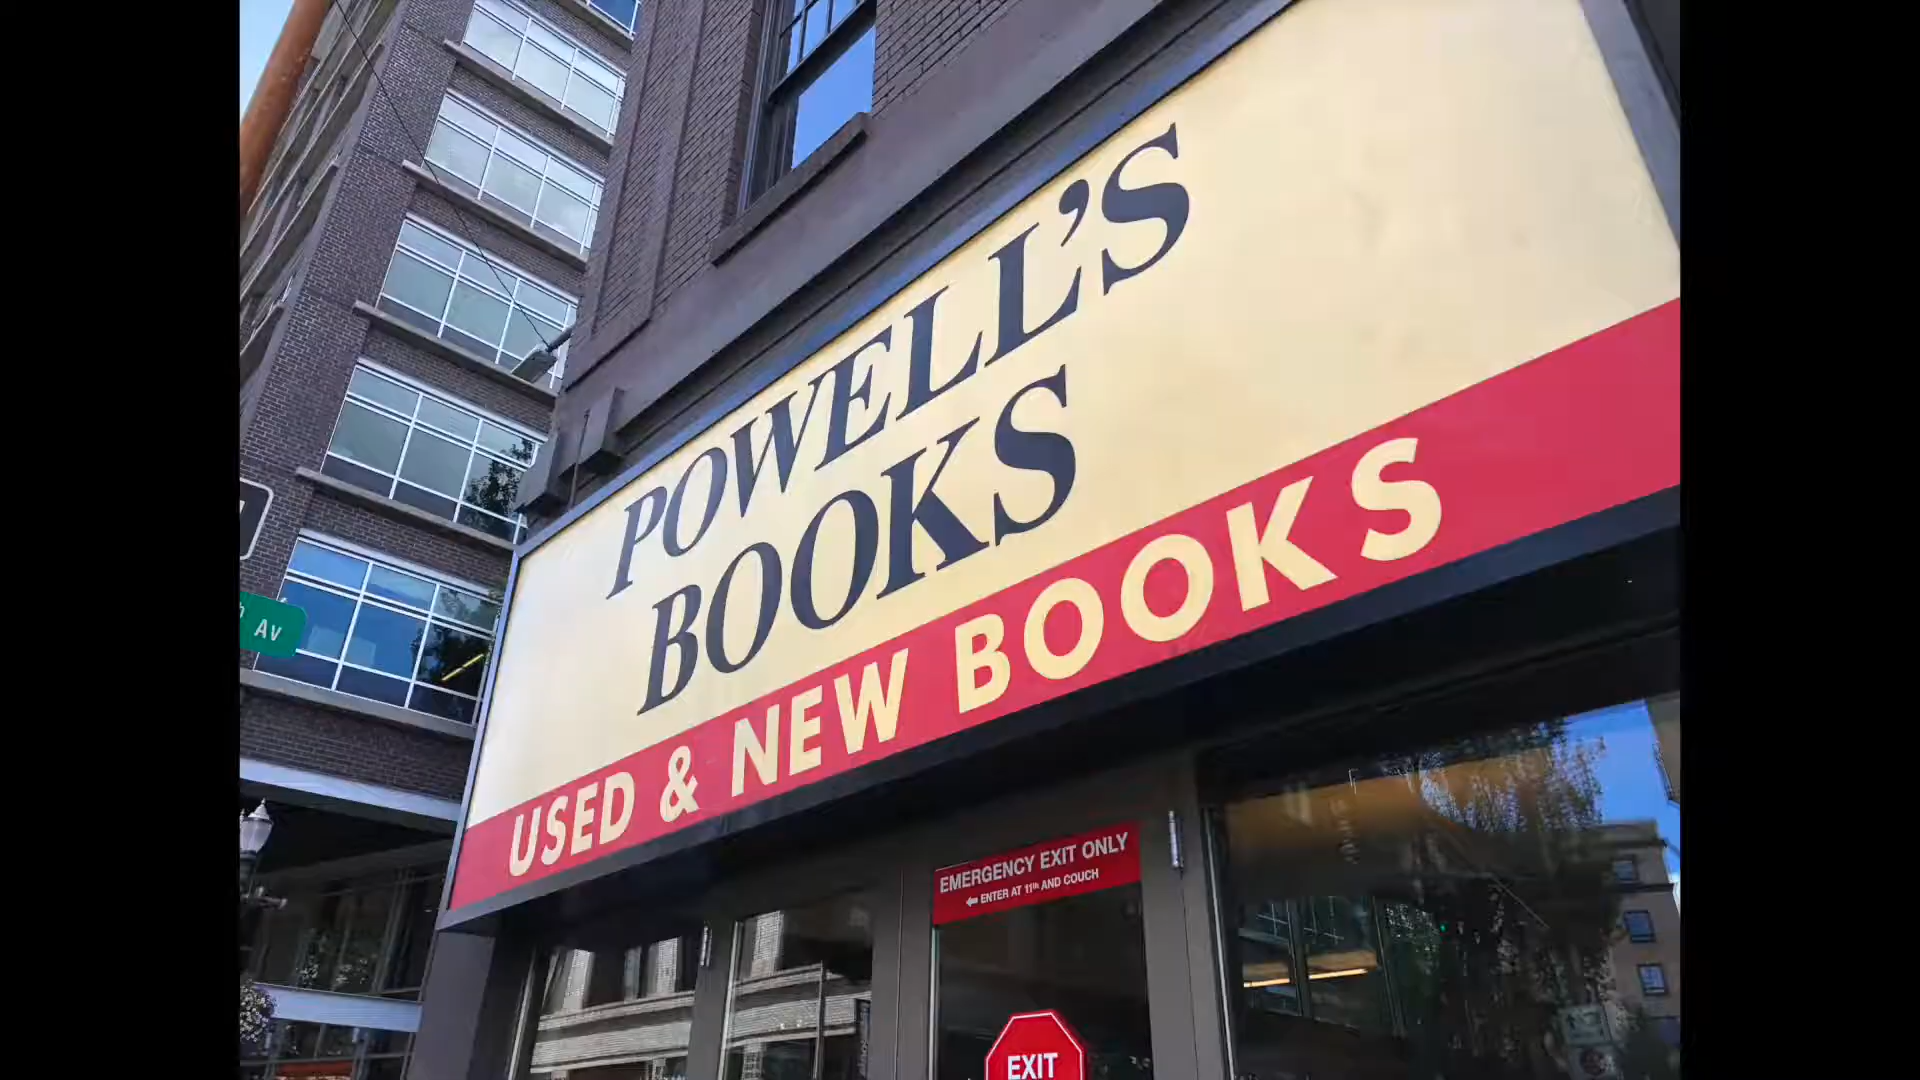 POWELL'S
BOOKS
USED & NEW BOOKS
Av
EMERGENCY EXIT ONLY
← ENTER AT 11th AND COUCH
EXIT